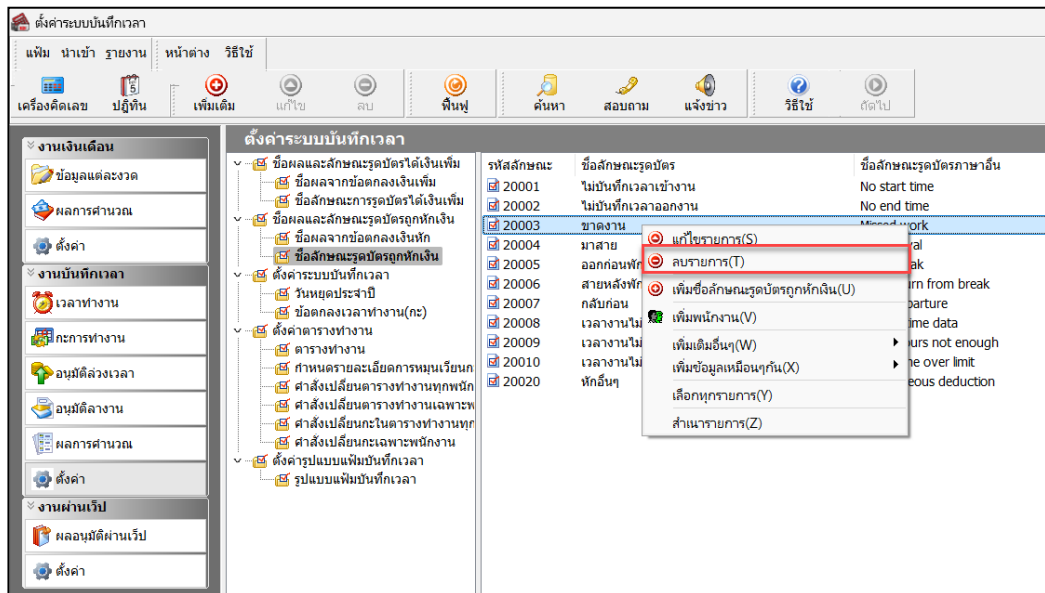 ตั้งค่าระบบบันทึกเวลา
แฟ้ม นำเข้า รายงาน หน้าต่าง วิธีใช้
เครื่องคิดเลข ปฏิทิน เพิ่มเติม แก้ไข ลบ ฟื้นฟู ค้นหา สอบถาม แจ้งข่าว วิธีใช้ ถัดไป
งานเงินเดือน
ข้อมูลแต่ละงวด
ผลการคำนวณ
ตั้งค่า
งานบันทึกเวลา
เวลาทำงาน
กะการทำงาน
อนุมัติล่วงเวลา
อนุมัติลางาน
ผลการคำนวณ
ตั้งค่า
งานผ่านเว็ป
ผลอนุมัติผ่านเว็ป
ตั้งค่า
ตั้งค่าระบบบันทึกเวลา
ชื่อผลและลักษณะรูดบัตรได้เงินเพิ่ม
ชื่อผลจากข้อตกลงเงินเพิ่ม
ชื่อลักษณะการรูดบัตรได้เงินเพิ่ม
ชื่อผลและลักษณะรูดบัตรถูกหักเงิน
ชื่อผลจากข้อตกลงเงินหัก
ชื่อลักษณะรูดบัตรถูกหักเงิน
ตั้งค่าระบบบันทึกเวลา
วันหยุดประจำปี
ข้อตกลงเวลาทำงาน(กะ)
ตั้งค่าตารางทำงาน
ตารางทำงาน
กำหนดรายละเอียดการหมุนเวียนก
คำสั่งเปลี่ยนตารางทำงานทุกพนัก
คำสั่งเปลี่ยนตารางทำงานเฉพาะพ
คำสั่งเปลี่ยนกะในตารางทำงานทุก
คำสั่งเปลี่ยนกะเฉพาะพนักงาน
ตั้งค่ารูปแบบแฟ้มบันทึกเวลา
รูปแบบแฟ้มบันทึกเวลา
รหัสลักษณะ ชื่อลักษณะรูดบัตร ชื่อลักษณะรูดบัตรภาษาอื่น
20001 ไม่บันทึกเวลาเข้างาน No start time
20002 ไม่บันทึกเวลาออกงาน No end time
20003 ขาดงาน Missed work
20004 มาสาย val
20005 ออกก่อนพัก ak
20006 สายหลังพัก urn from break
20007 กลับก่อน parture
20008 เวลางานไม่ ime data
20009 เวลางานไม่ urs not enough
20010 เวลางานไม่ ne over limit
20020 หักอื่นๆ eous deduction
แก้ไขรายการ(S)
ลบรายการ(T)
เพิ่มชื่อลักษณะรูดบัตรถูกหักเงิน(U)
เพิ่มพนักงาน(V)
เพิ่มเติมอื่นๆ(W)
เพิ่มข้อมูลเหมือนๆกัน(X)
เลือกทุกรายการ(Y)
สำเนารายการ(Z)